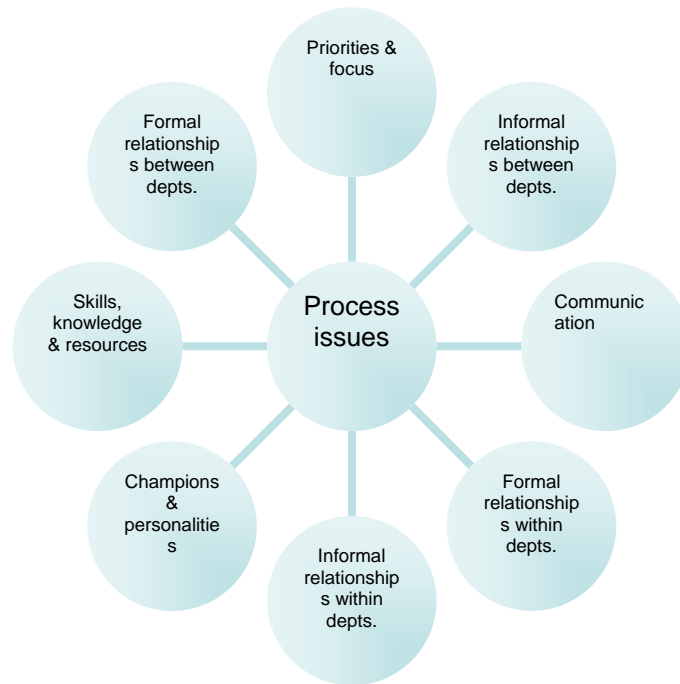 Priorities &
focus
Informal
relationship
s between
depts.
Communic
ation
Formal
relationship
s within
depts.
Informal
relationship
s within
depts.
Champions
&
personalitie
s
Skills,
knowledge
& resources
Formal
relationship
s between
depts.
Process
issues